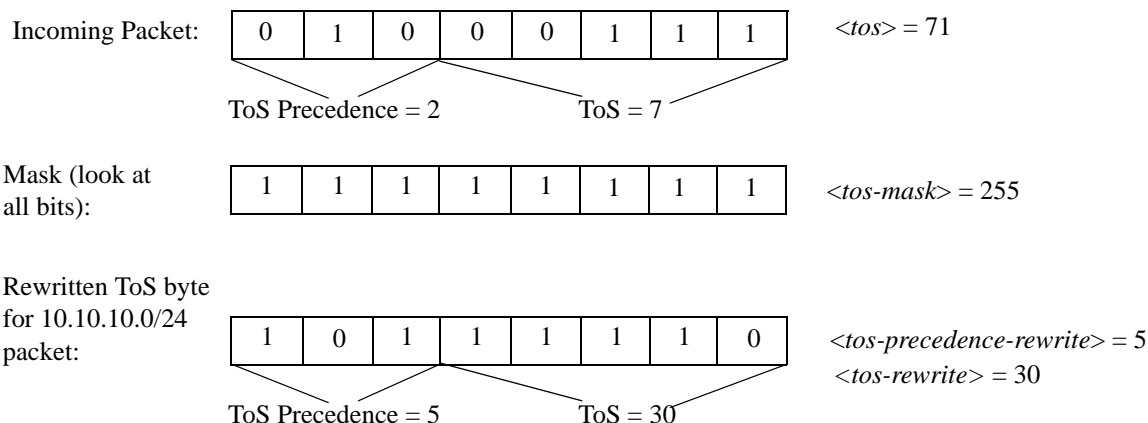 Incoming Packet: 0 1 0 0 0 1 1 1 <tos> = 71
ToS Precedence = 2 ToS = 7
Mask (look at
all bits): 1 1 1 1 1 1 1 1 <tos-mask> = 255
Rewritten ToS byte
for 10.10.10.0/24
packet: 1 0 1 1 1 1 1 0 <tos-precedence-rewrite> = 5
<tos-rewrite> = 30
ToS Precedence = 5 ToS = 30